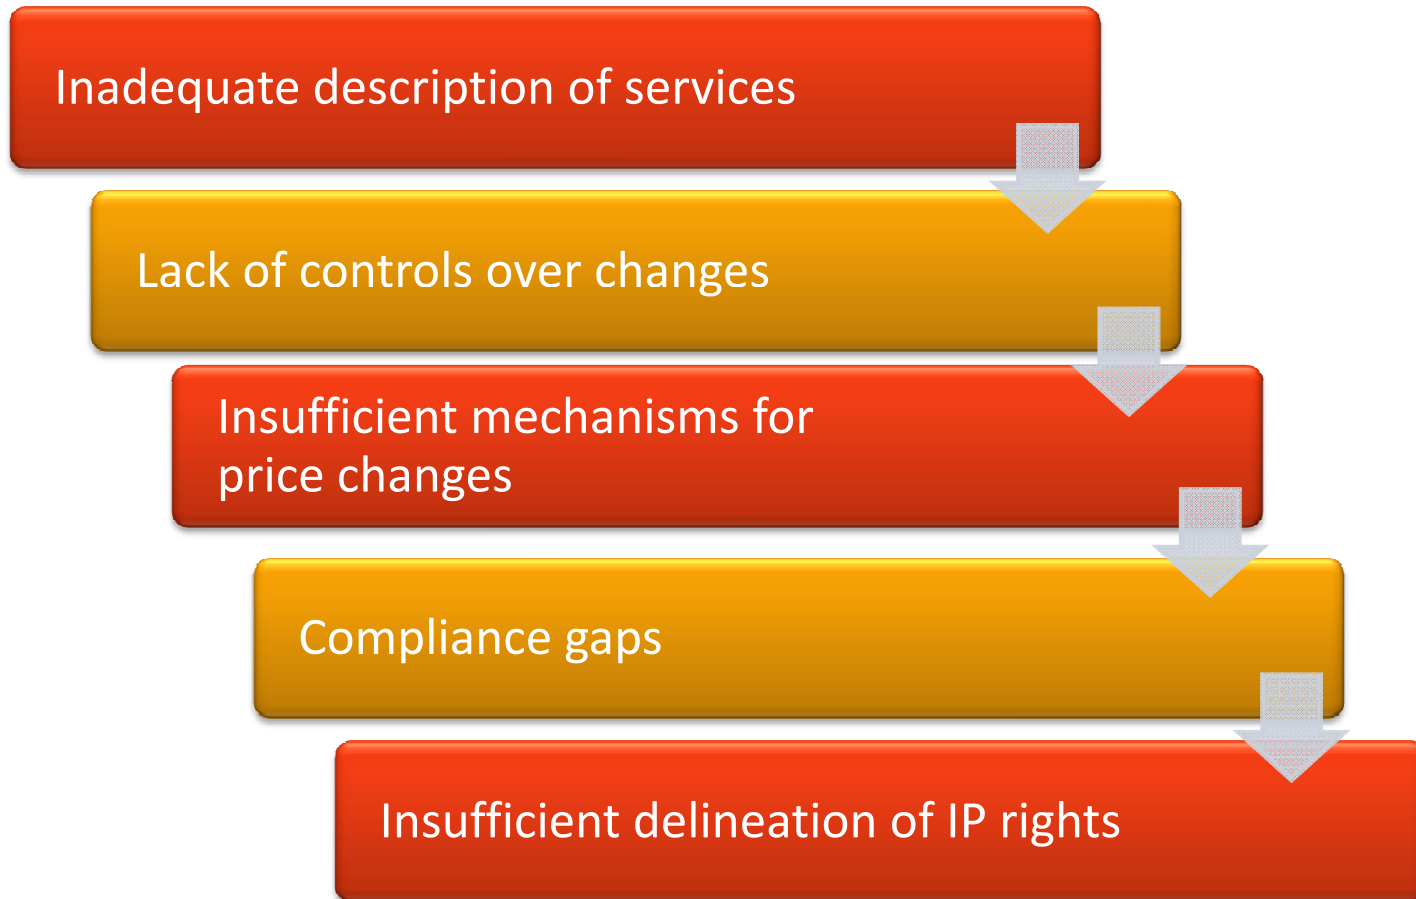 Inadequate description of services
Lack of controls over changes
Insufficient mechanisms for
price changes
Compliance gaps
Insufficient delineation of IP rights